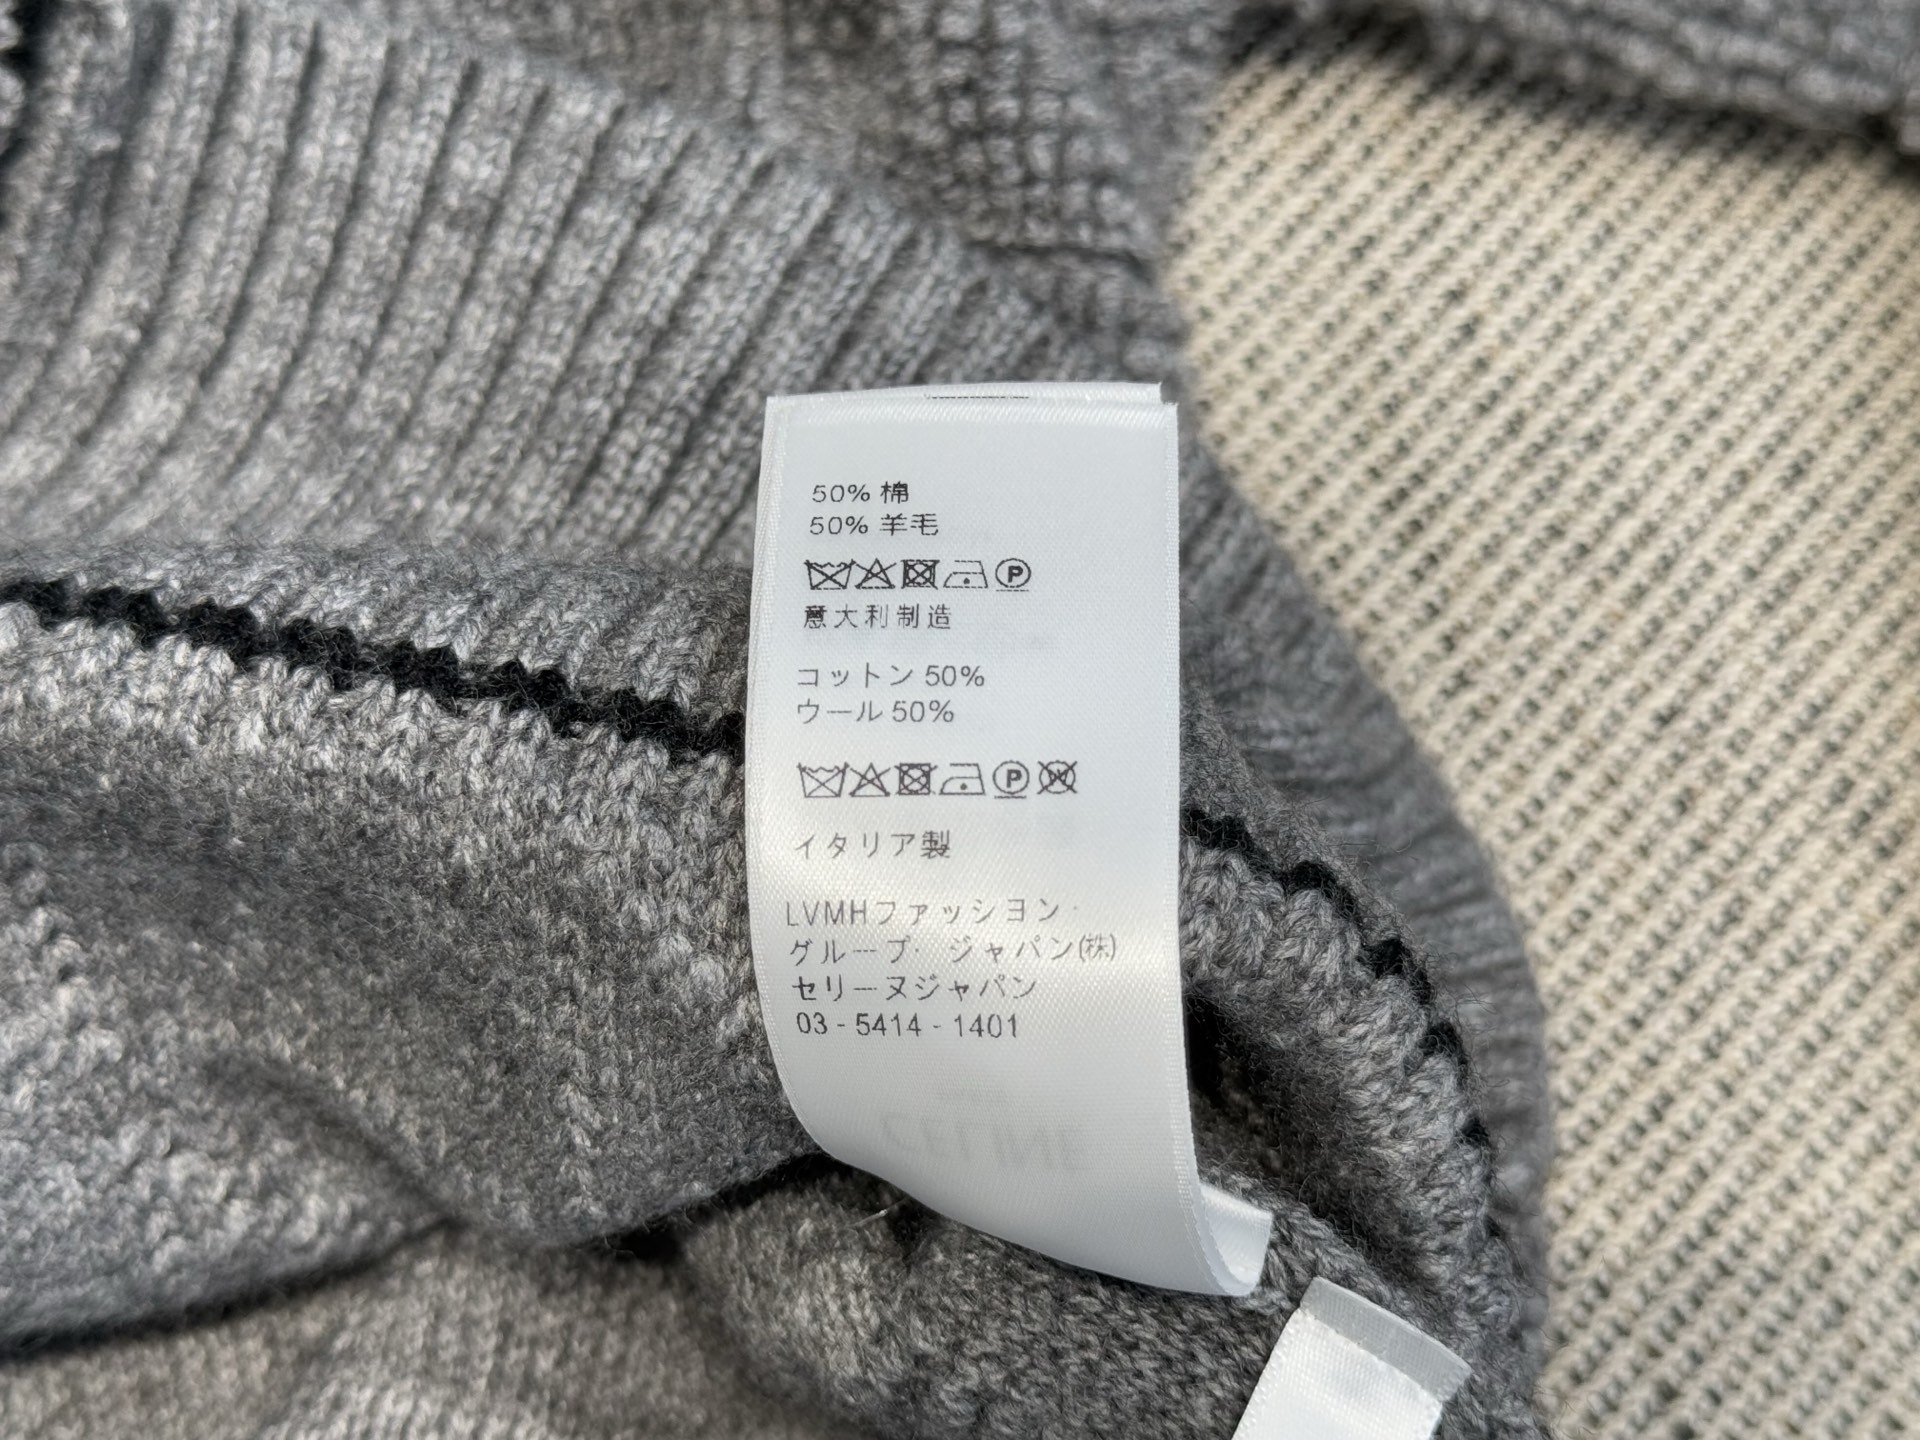 50% 棉
50% 羊毛
P
意大利制造
コットン 50%
ウール 50%
P W
イタリア製
LVMHファッション・
グループ・ ジャパン(株)
セリーヌジャパン
03 - 5414 - 1401
CELINE